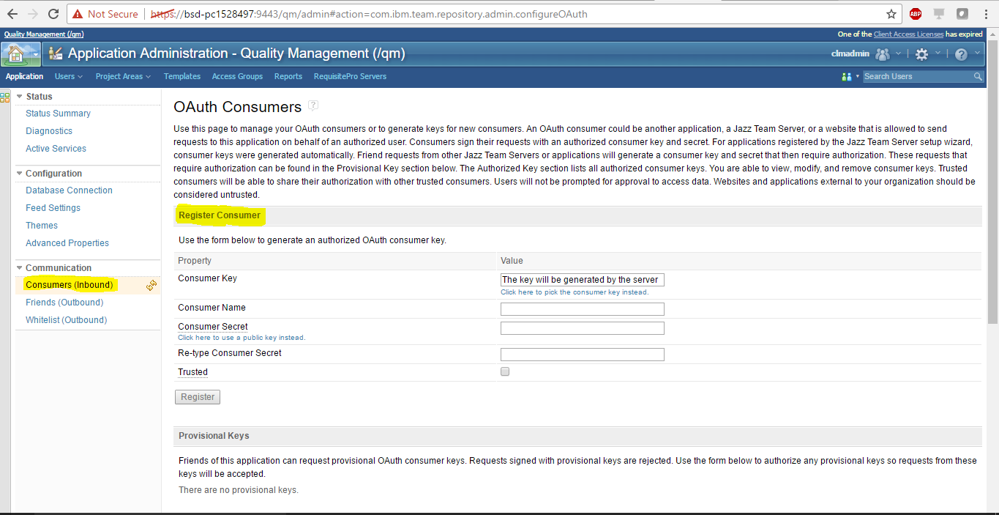 Not Secure https://bsd-pc1528497:9443/qm/admin#action=com.ibm.team.repository.admin.configureOAuth
ABP
Quality Management (/qm) One of the Client Access Licenses has expired
Application Administration - Quality Management (/qm) clmadmin
Application Users Project Areas Templates Access Groups Reports RequisitePro Servers Search Users
Status
Status Summary
Diagnostics
Active Services
Configuration
Database Connection
Feed Settings
Themes
Advanced Properties
Communication
Consumers (Inbound)
Friends (Outbound)
Whitelist (Outbound)
OAuth Consumers ?
Use this page to manage your OAuth consumers or to generate keys for new consumers. An OAuth consumer could be another application, a Jazz Team Server, or a website that is allowed to send
requests to this application on behalf of an authorized user. Consumers sign their requests with an authorized consumer key and secret. For applications registered by the Jazz Team Server setup wizard,
consumer keys were generated automatically. Friend requests from other Jazz Team Servers or applications will generate a consumer key and secret that then require authorization. These requests that
require authorization can be found in the Provisional Key section below. The Authorized Key section lists all authorized consumer keys. You are able to view, modify, and remove consumer keys. Trusted
consumers will be able to share their authorization with other trusted consumers. Users will not be prompted for approval to access data. Websites and applications external to your organization should be
considered untrusted.
Register Consumer
Use the form below to generate an authorized OAuth consumer key.
Property Value
Consumer Key The key will be generated by the server
Click here to pick the consumer key instead.
Consumer Name
Consumer Secret
Click here to use a public key instead.
Re-type Consumer Secret
Trusted
Register
Provisional Keys
Friends of this application can request provisional OAuth consumer keys. Requests signed with provisional keys are rejected. Use the form below to authorize any provisional keys so requests from these
keys will be accepted.
There are no provisional keys.